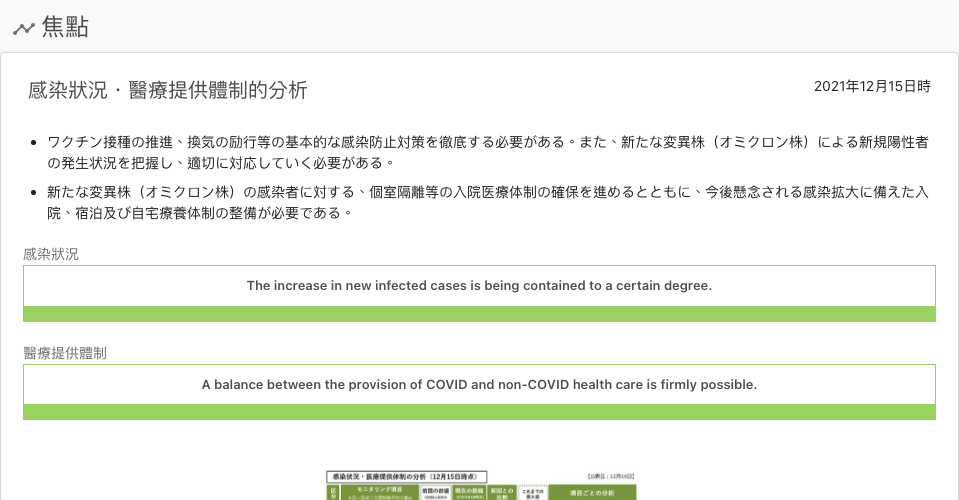 焦點
感染狀況・醫療提供體制的分析
2021年12月15日時
ワクチン接種の推進、換気の励行等の基本的な感染防止対策を徹底する必要がある。また、新たな変異株（オミクロン株）による新規陽性者
の発生状況を把握し、適切に対応していく必要がある。
新たな変異株（オミクロン株）の感染者に対する、個室隔離等の入院医療体制の確保を進めるとともに、今後懸念される感染拡大に備えた入
院、宿泊及び自宅療養体制の整備が必要である。
感染狀況
The increase in new infected cases is being contained to a certain degree.
醫療提供體制
A balance between the provision of COVID and non-COVID health care is firmly possible.
感染状況・医療提供体制の分析（12月15日時点）
区
モニタリング項目
前回の数値
現在の数値
前回との
比較
これまでの
最大値
項目ごとの分析